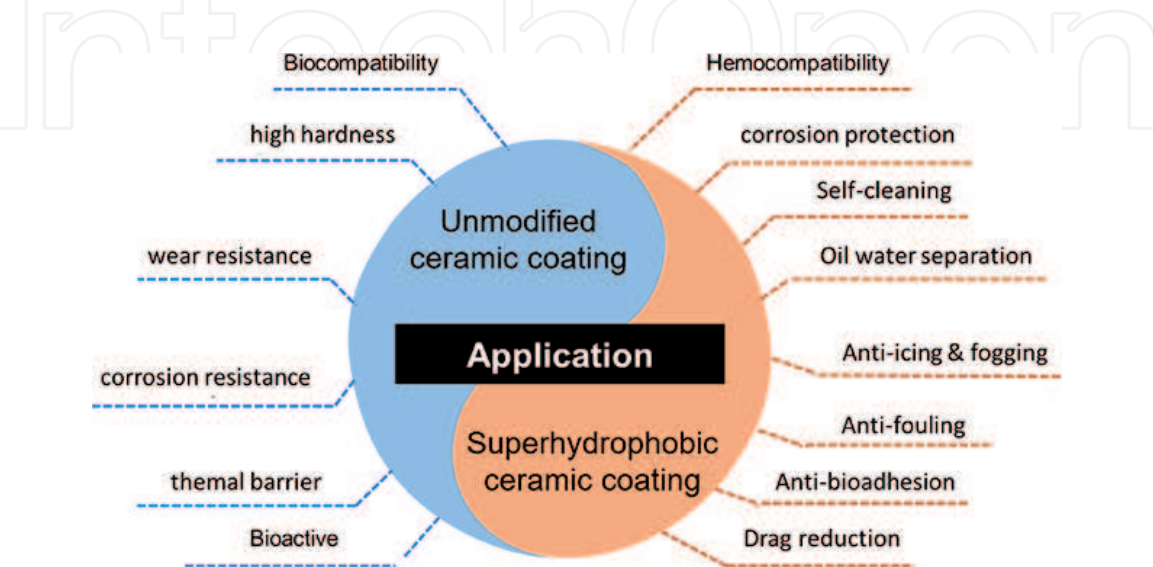 IntechOpen
Biocompatibility
high hardness
wear resistance
corrosion resistance
themal barrier
Bioactive
Unmodified
ceramic coating
Application
Superhydrophobic
ceramic coating
Hemocompatibility
corrosion protection
Self-cleaning
Oil water separation
Anti-icing & fogging
Anti-fouling
Anti-bioadhesion
Drag reduction